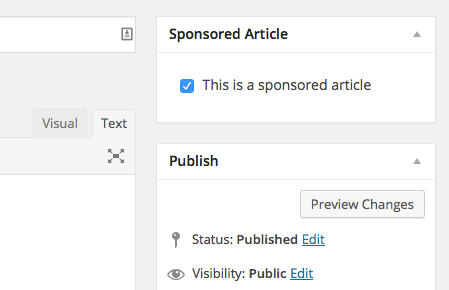 Sponsored Article
This is a sponsored article
Visual
Text
Publish
Preview Changes
Status: Published Edit
Visibility: Public Edit